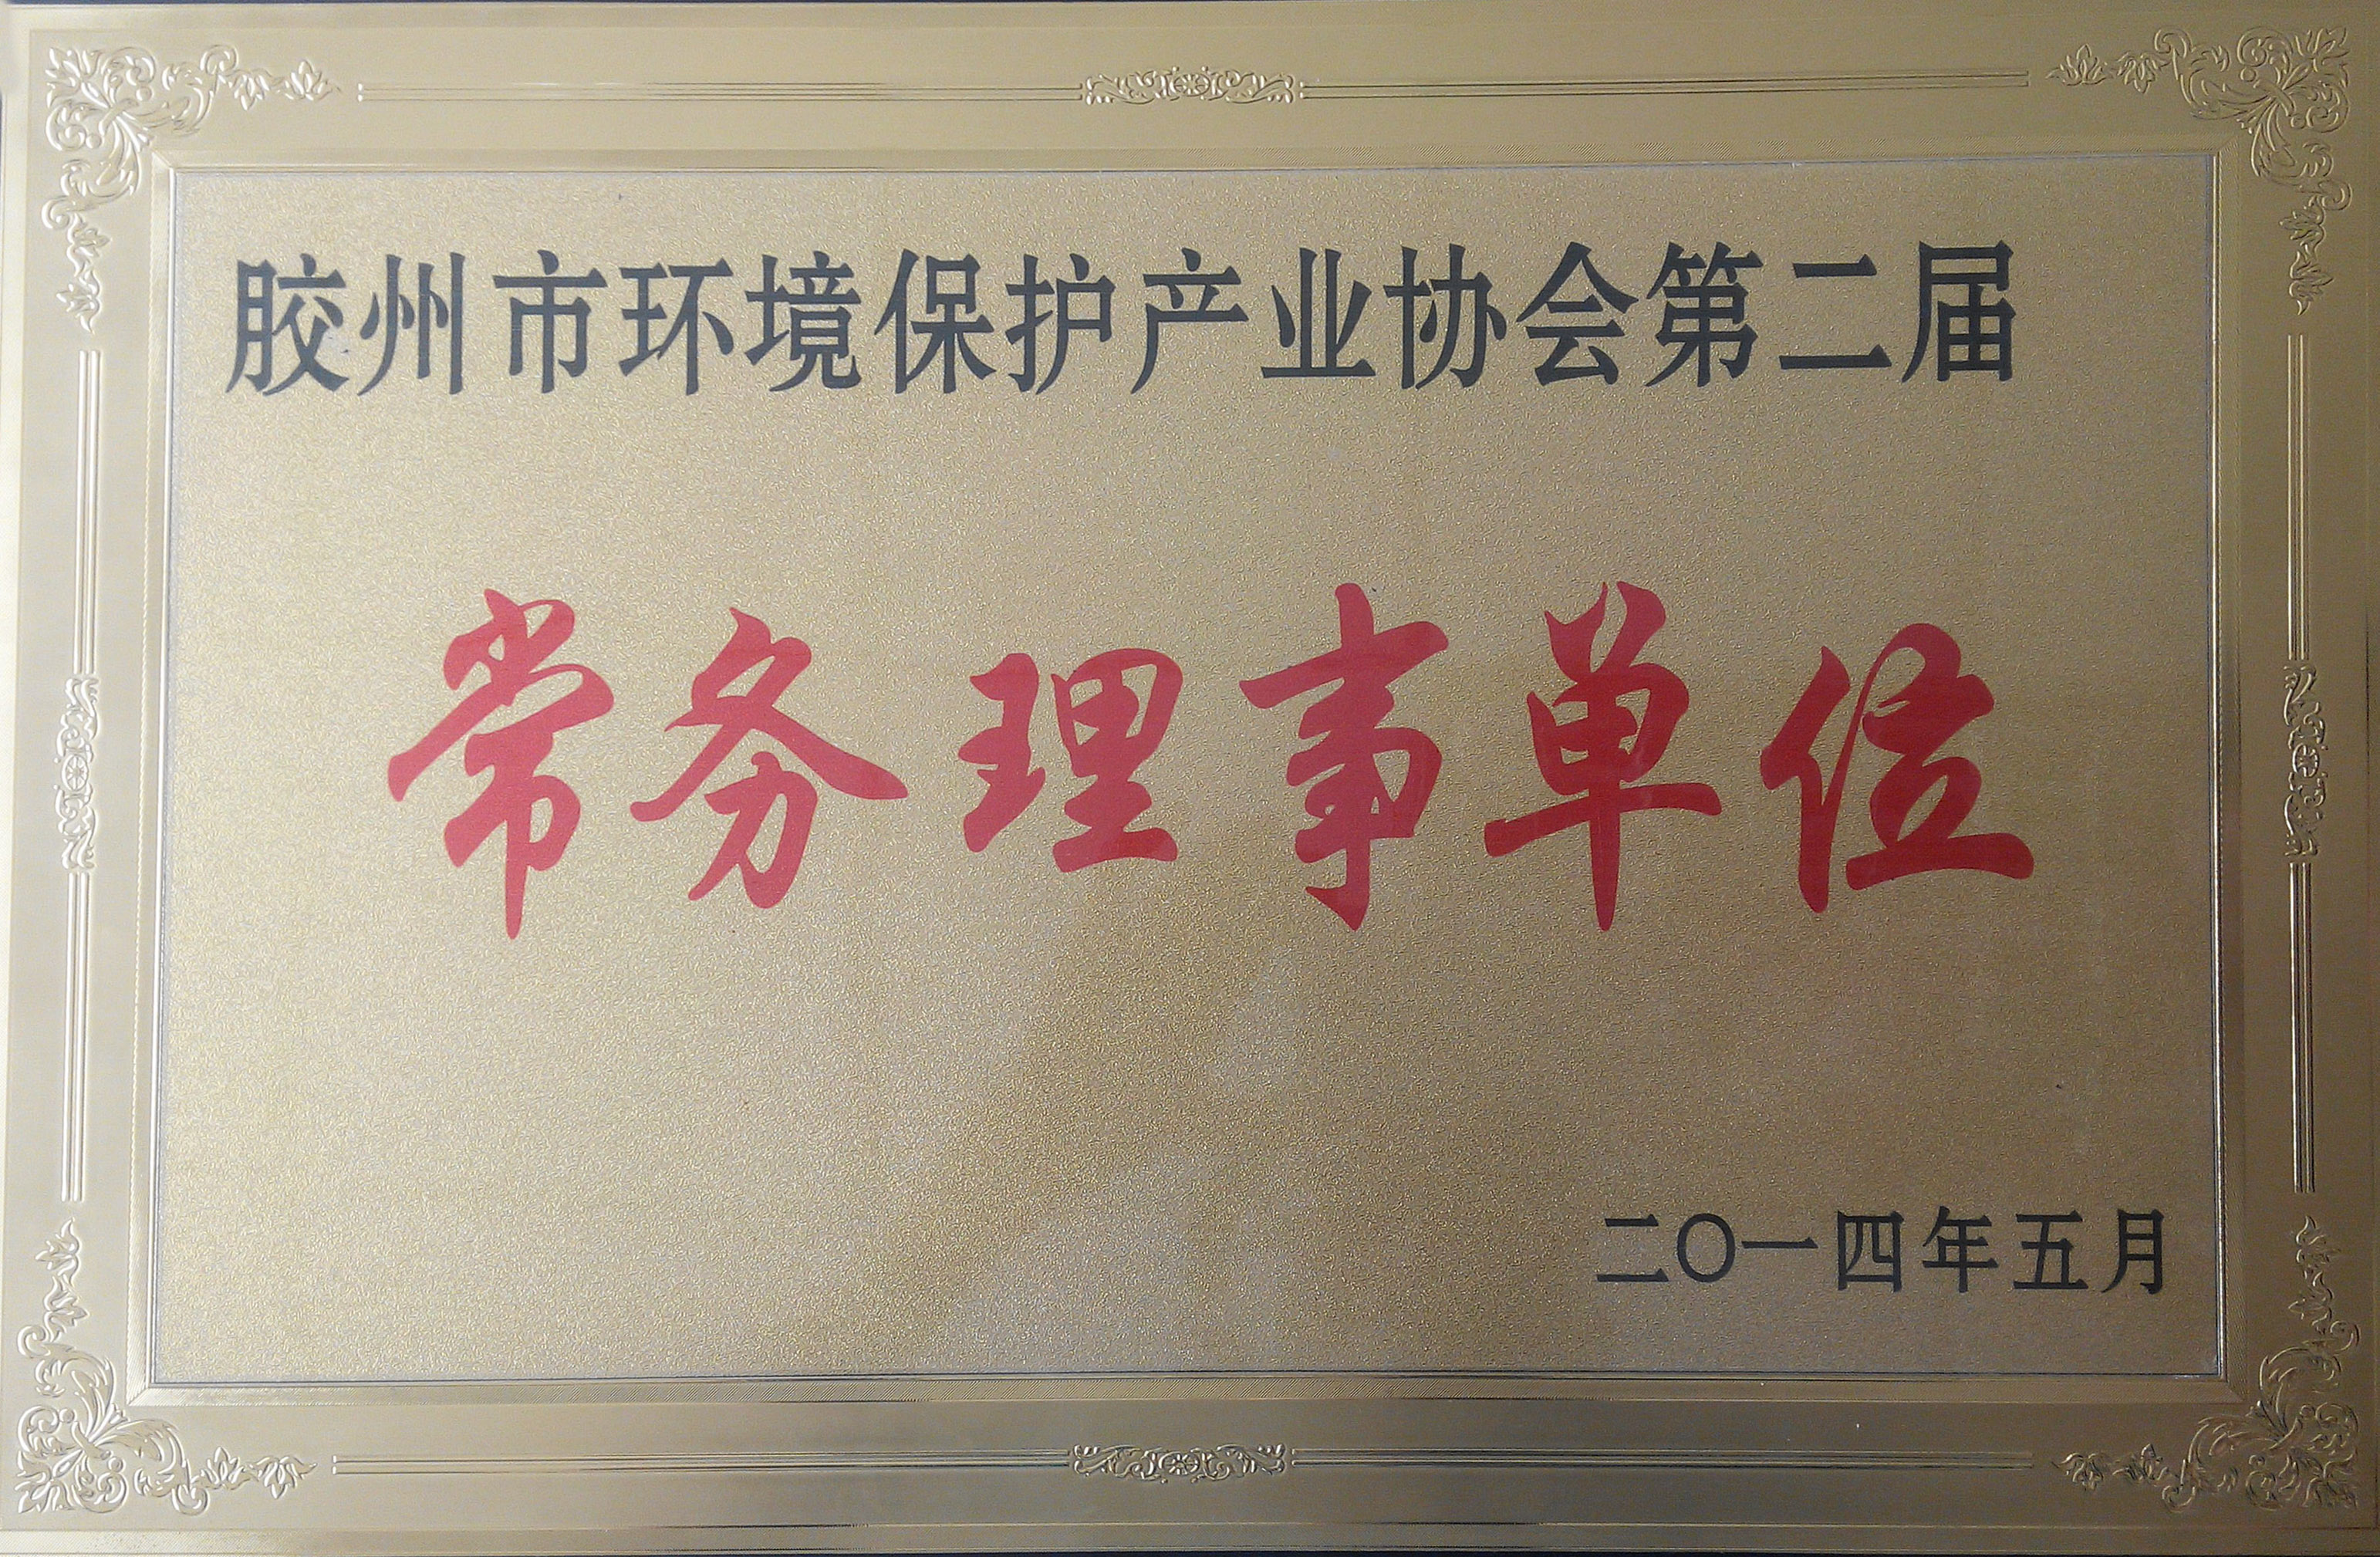 胶州市环境保护产业协会第二届
常务理事单位
二〇一四年五月